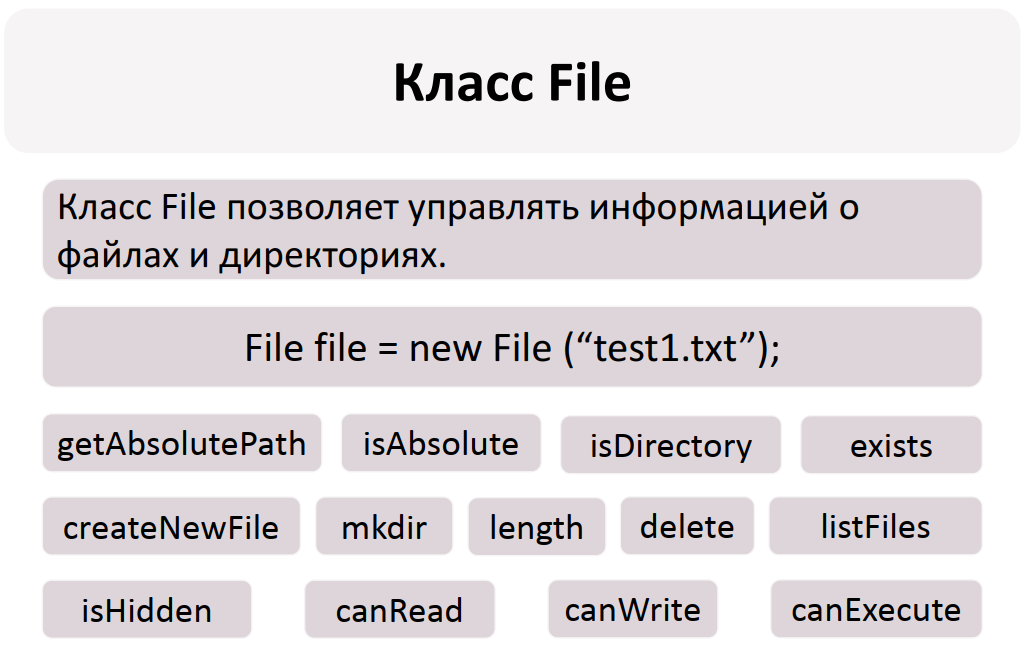 Класс File
Класс File позволяет управлять информацией о
файлах и директориях.
File file = new File (“test1.txt”);
getAbsolutePath isAbsolute isDirectory exists
createNewFile mkdir length delete listFiles
isHidden canRead canWrite canExecute